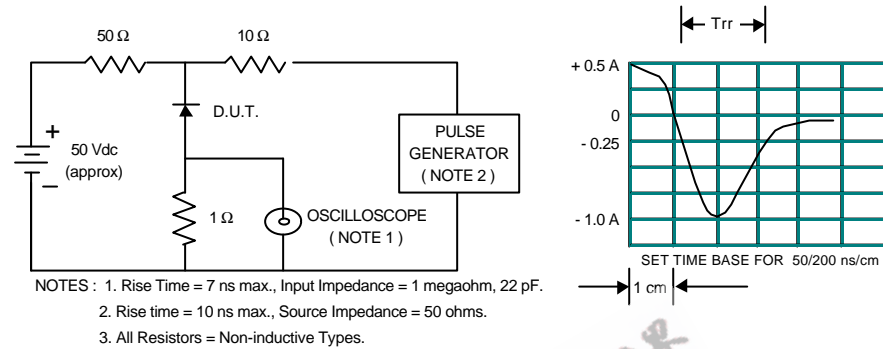 50 Ω
10 Ω
D.U.T.
+
50 Vdc
(approx)
−
1 Ω
OSCILLOSCOPE
( NOTE 1 )
PULSE
GENERATOR
( NOTE 2 )
Trr
+ 0.5 A
0
- 0.25
- 1.0 A
SET TIME BASE FOR 50/200 ns/cm
1 cm
NOTES : 1. Rise Time = 7 ns max., Input Impedance = 1 megaohm, 22 pF.
2. Rise time = 10 ns max., Source Impedance = 50 ohms.
3. All Resistors = Non-inductive Types.